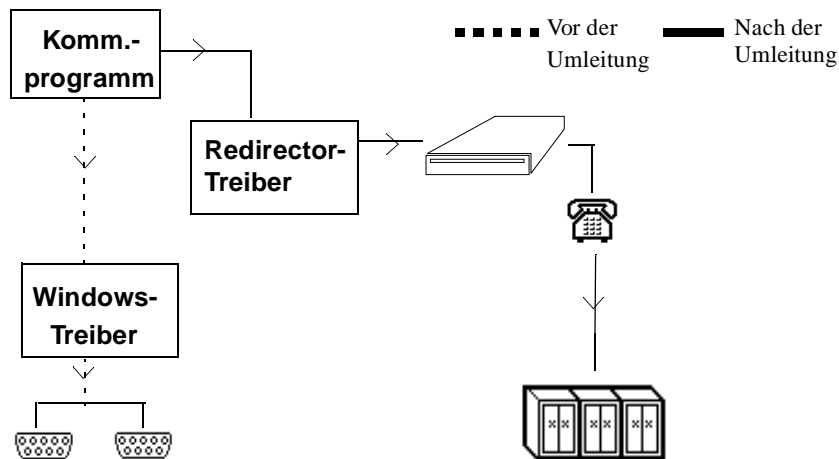 Komm.-
programm
Vor der
Umleitung
Nach der
Umleitung
Redirector-
Treiber
Windows-
Treiber